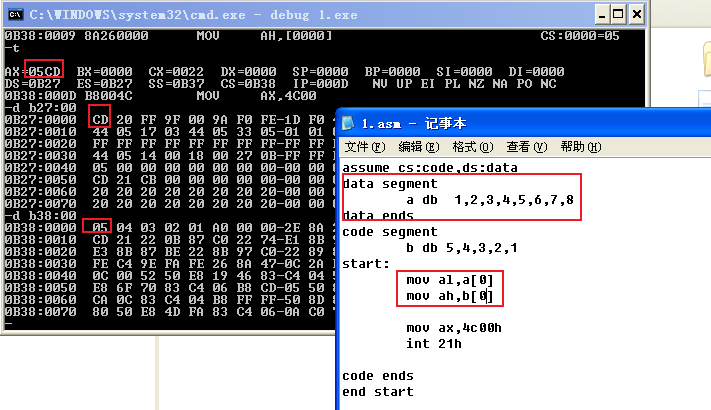 C:\WINDOWS\system32\cmd.exe - debug 1.exe
0B38:0009 8A260000 MOV AH,[0000] CS:0000=05
-t
AX=05CD BX=0000 CX=0022 DX=0000 SP=0000 BP=0000 SI=0000 DI=0000
DS=0B27 ES=0B27 SS=0B37 CS=0B38 IP=000D NV UP EI PL NZ NA PO NC
0B38:000D B8004C MOV AX,4C00
-d b27:00
0B27:0000 CD 20 FF 9F 00 9A F0 FE-1D F0
0B27:0010 44 05 17 03 44 05 33 05-01 01
0B27:0020 FF FF FF FF FF FF FF FF-FF FF
0B27:0030 44 05 14 00 18 00 27 0B-FF FF
0B27:0040 05 00 00 00 00 00 00 00-00 00
0B27:0050 CD 21 CB 00 00 00 00 00-00 00
0B27:0060 20 20 20 20 20 20 20 20-00 00
0B27:0070 20 20 20 20 20 20 20 20-00 00
-d b38:00
0B38:0000 05 04 03 02 01 A0 00 00-2E 8A
0B38:0010 CD 21 22 0B 87 C0 22 74-E1 8B
0B38:0020 E3 8B 87 BE 22 8B 97 C0-22 89
0B38:0030 FE C4 9E FA FE 26 8A 47-0C 2A
0B38:0040 0C 00 52 50 E8 19 46 83-C4 04
0B38:0050 E8 6F 70 83 C4 06 B8 CD-05 50
0B38:0060 CA 0C 83 C4 04 B8 FF FF-50 8D
0B38:0070 80 50 E8 4D FA 83 C4 06-0A C0
-
1.asm - 记事本
文件(F) 编辑(E) 格式(O) 查看(V) 帮助(H)
assume cs:code,ds:data
data segment
a db 1,2,3,4,5,6,7,8
data ends
code segment
b db 5,4,3,2,1
start:
mov al,a[0]
mov ah,b[0]
mov ax,4c00h
int 21h
code ends
end start